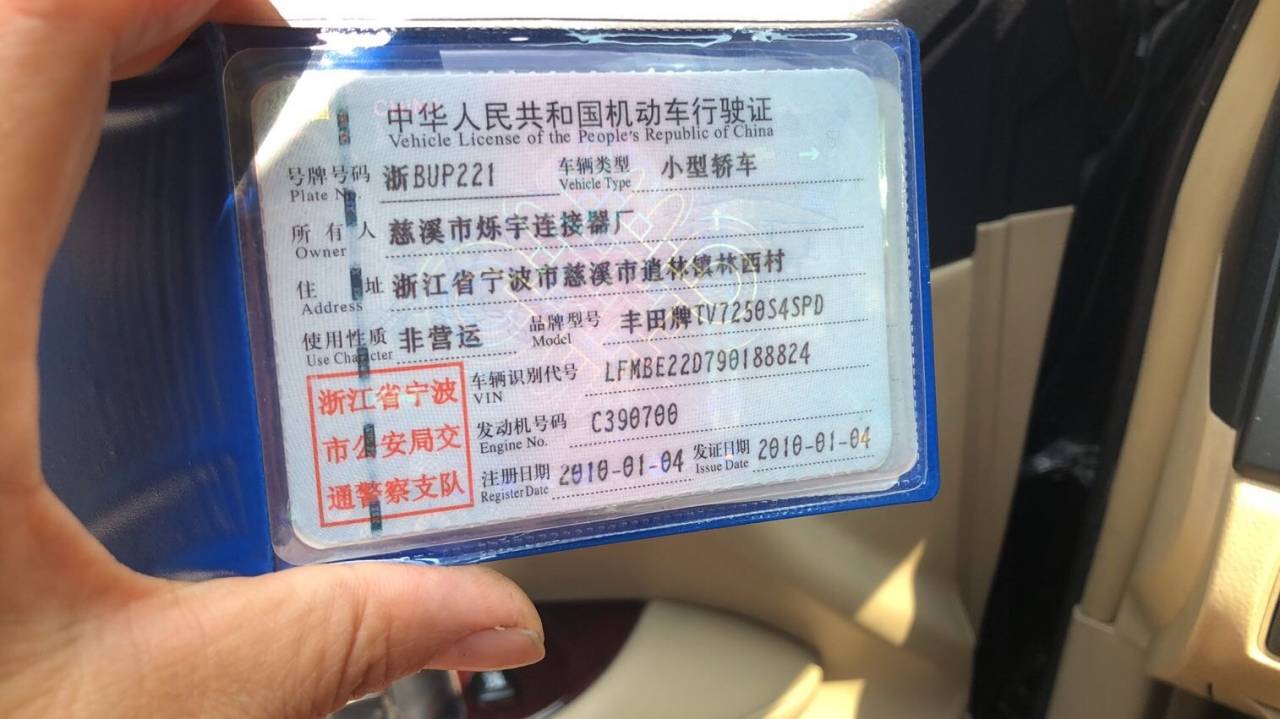 中华人民共和国机动车行驶证
Vehicle License of the People's Republic of China
号牌号码 浙BUP221 车辆类型 小型轿车
Plate No. Vehicle Type
所有人 慈溪市烁宇连接器厂
Owner
住址 浙江省宁波市慈溪市逍林镇林西村
Address
使用性质 非营运 品牌型号 丰田牌TV7250S4SPD
Use Character Model
车辆识别代号 LFMBE22D790188824
VIN
发动机号码 C390700
Engine No.
注册日期 2010-01-04 发证日期 2010-01-04
Register Date Issue Date
浙江省宁波
市公安局交
通警察支队